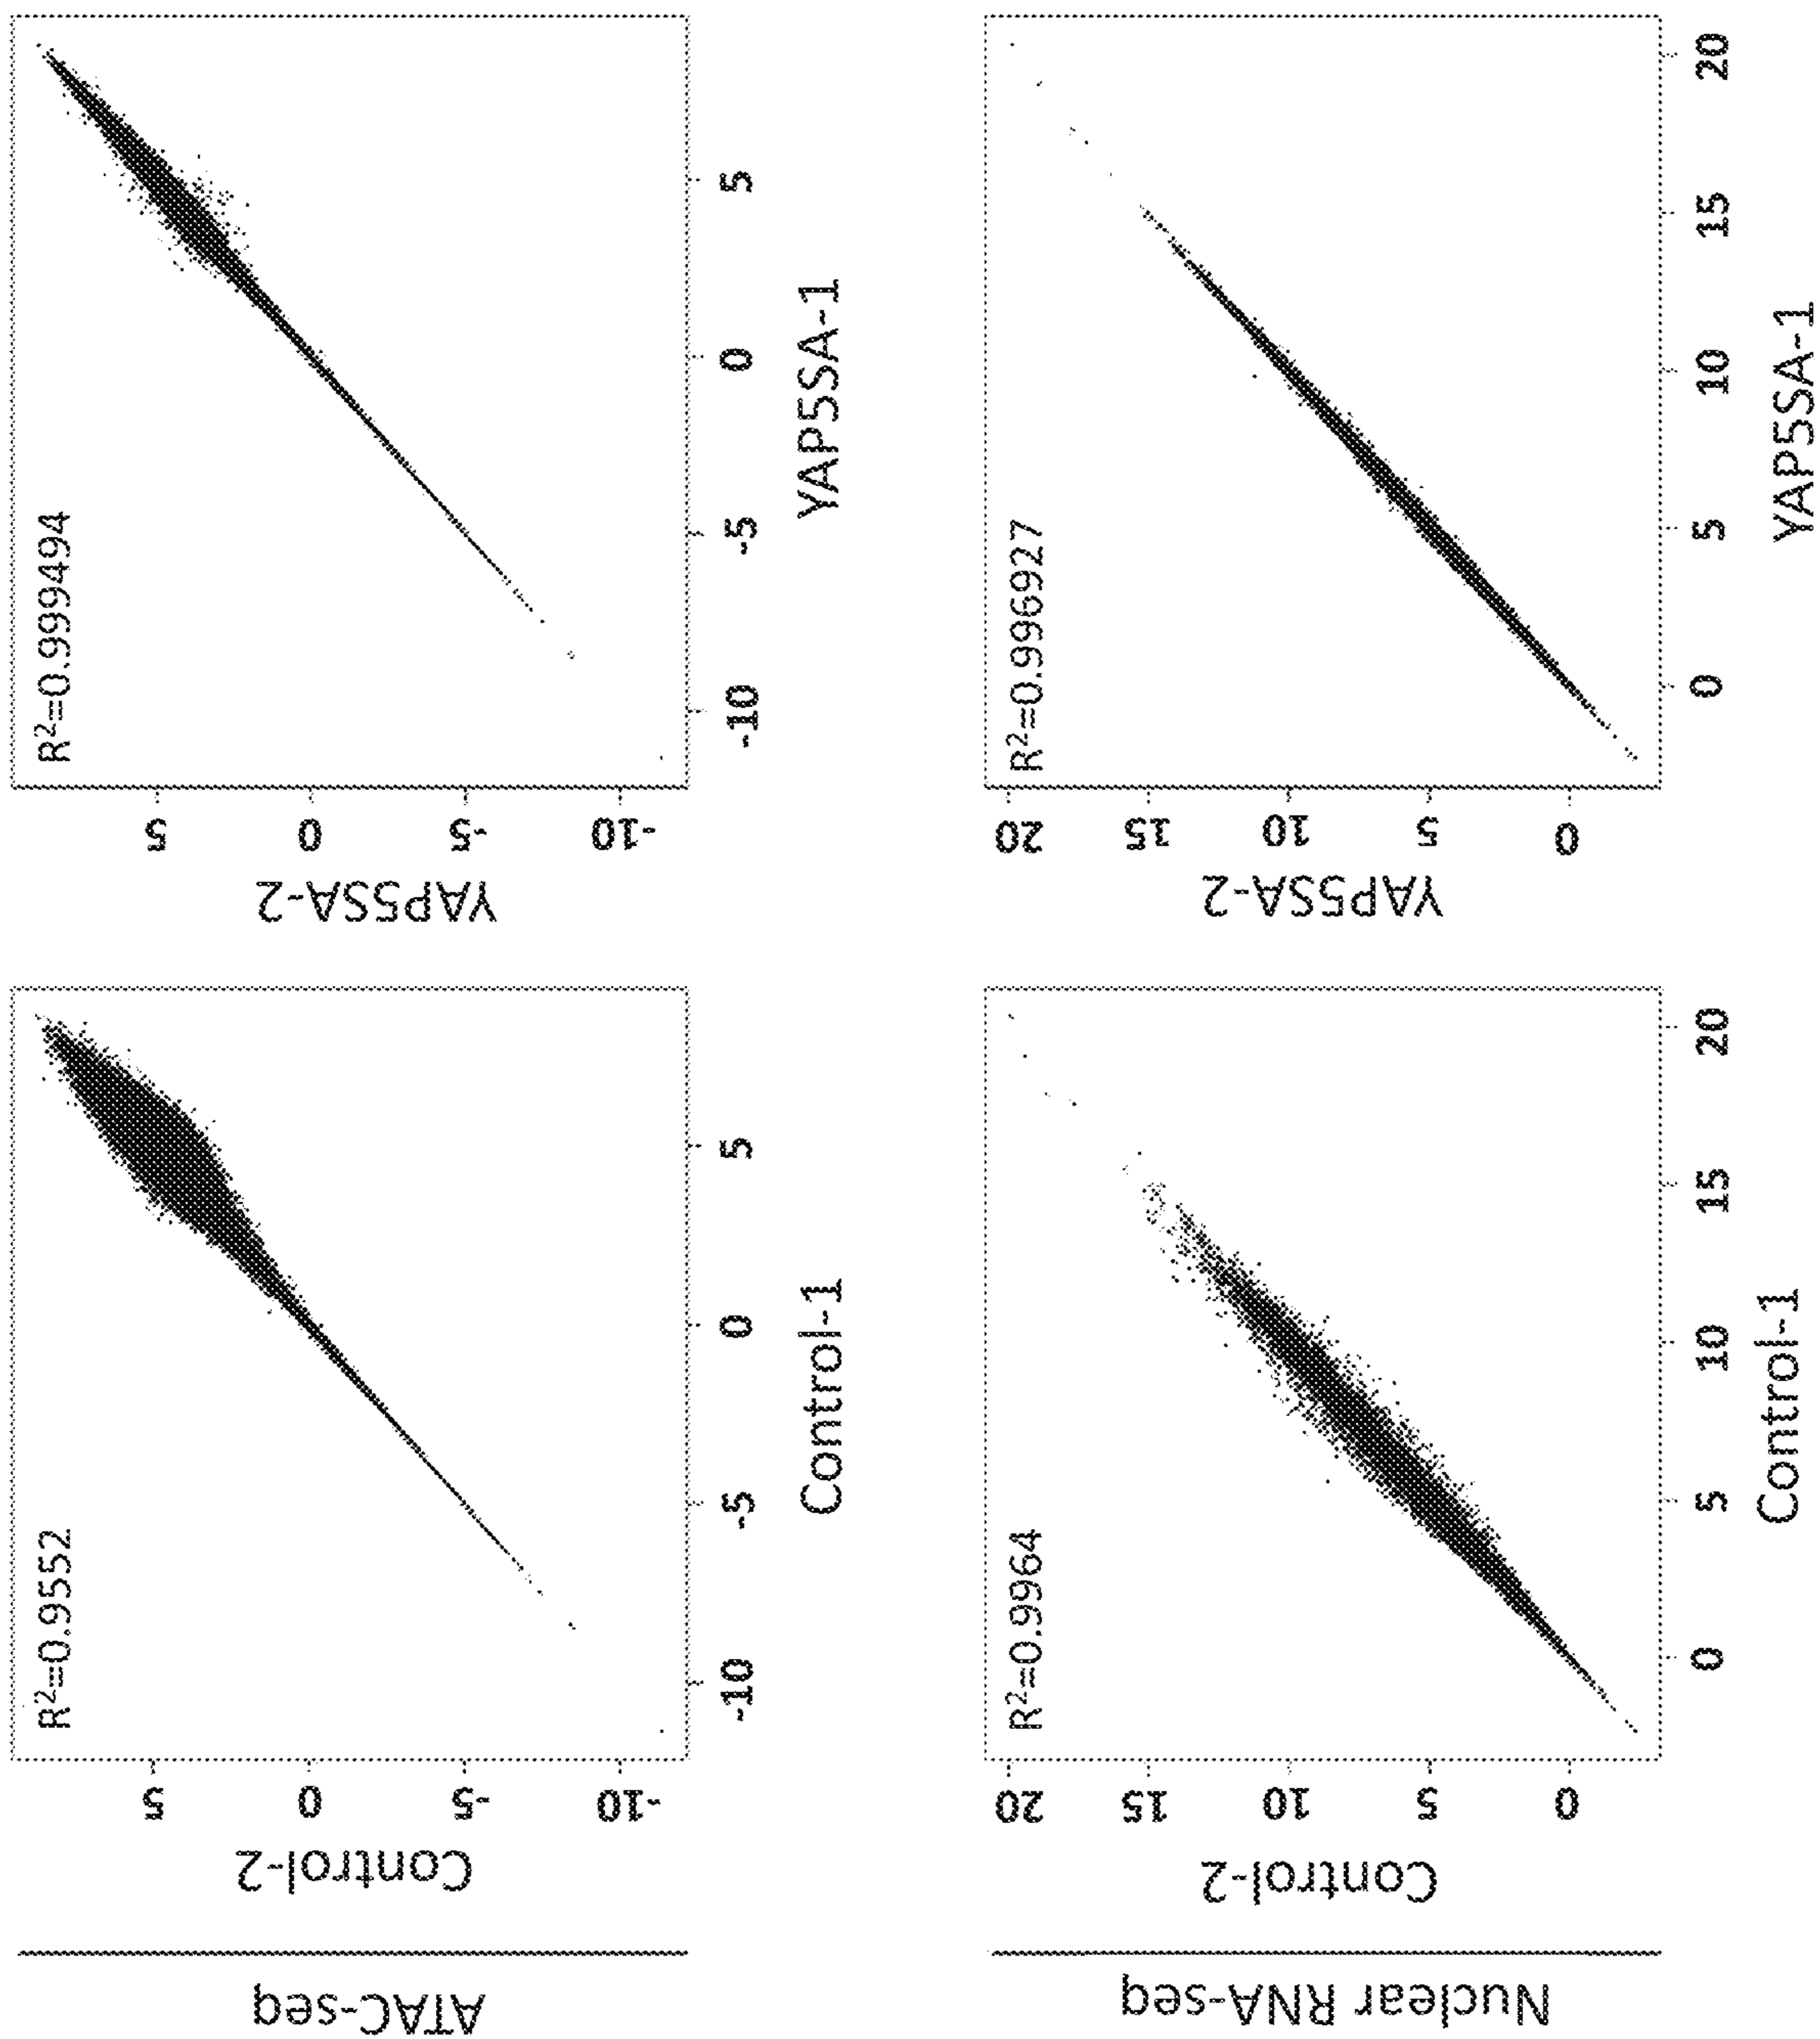 ATAC-seq
R²=0.9552
Control-2
5
0
-5
-10
-10
-5
0
5
Control-1
R²=0.999494
YAP5SA-2
5
0
-5
-10
-10
-5
0
5
YAP5SA-1
Nuclear RNA-seq
R²=0.9964
Control-2
20
15
10
5
0
0
5
10
15
20
Control-1
R²=0.996927
YAP5SA-2
20
15
10
5
0
0
5
10
15
20
YAP5SA-1